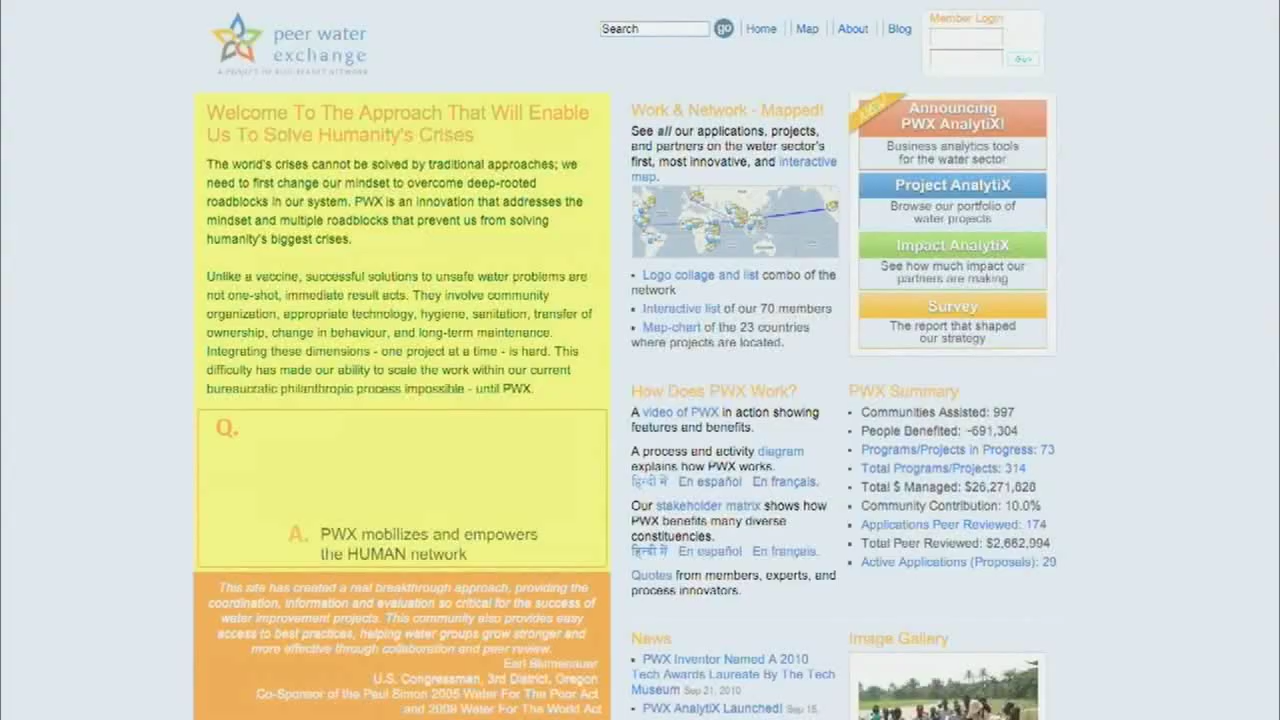 peer water
exchange
A PROJECT OF BLUE PLANET NETWORK
Search
go
Home
Map
About
Blog
Member Login
Go›
Welcome To The Approach That Will Enable
Us To Solve Humanity's Crises
The world's crises cannot be solved by traditional approaches; we
need to first change our mindset to overcome deep-rooted
roadblocks in our system. PWX is an innovation that addresses the
mindset and multiple roadblocks that prevent us from solving
humanity's biggest crises.
Unlike a vaccine, successful solutions to unsafe water problems are
not one-shot, immediate result acts. They involve community
organization, appropriate technology, hygiene, sanitation, transfer of
ownership, change in behaviour, and long-term maintenance.
Integrating these dimensions - one project at a time - is hard. This
difficulty has made our ability to scale the work within our current
bureaucratic philanthropic process impossible - until PWX.
Q.
A. PWX mobilizes and empowers
the HUMAN network
This site has created a real breakthrough approach, providing the
coordination, information and evaluation so critical for the success of
water improvement projects. This community also provides easy
access to best practices, helping water groups grow stronger and
more effective through collaboration and peer review.
Earl Blumenauer
U.S. Congressman, 3rd District, Oregon
Co-Sponsor of the Paul Simon 2005 Water For The Poor Act
and 2009 Water For The World Act
Work & Network - Mapped!
See all our applications, projects,
and partners on the water sector's
first, most innovative, and interactive
map.
• Logo collage and list combo of the
network
• Interactive list of our 70 members
• Map-chart of the 23 countries
where projects are located.
How Does PWX Work?
A video of PWX in action showing
features and benefits.
A process and activity diagram
explains how PWX works.
हिन्दी में En español En français.
Our stakeholder matrix shows how
PWX benefits many diverse
constituencies.
हिन्दी में En español En français.
Quotes from members, experts, and
process innovators.
News
• PWX Inventor Named A 2010
Tech Awards Laureate By The Tech
Museum Sep 21, 2010
• PWX AnalytiX Launched! Sep 15,
NEW
Announcing
PWX AnalytiX!
Business analytics tools
for the water sector
Project AnalytiX
Browse our portfolio of
water projects
Impact AnalytiX
See how much impact our
partners are making
Survey
The report that shaped
our strategy
PWX Summary
• Communities Assisted: 997
• People Benefited: ~691,304
• Programs/Projects in Progress: 73
• Total Programs/Projects: 314
• Total $ Managed: $26,271,828
• Community Contribution: 10.0%
• Applications Peer Reviewed: 174
• Total Peer Reviewed: $2,662,994
• Active Applications (Proposals): 29
Image Gallery